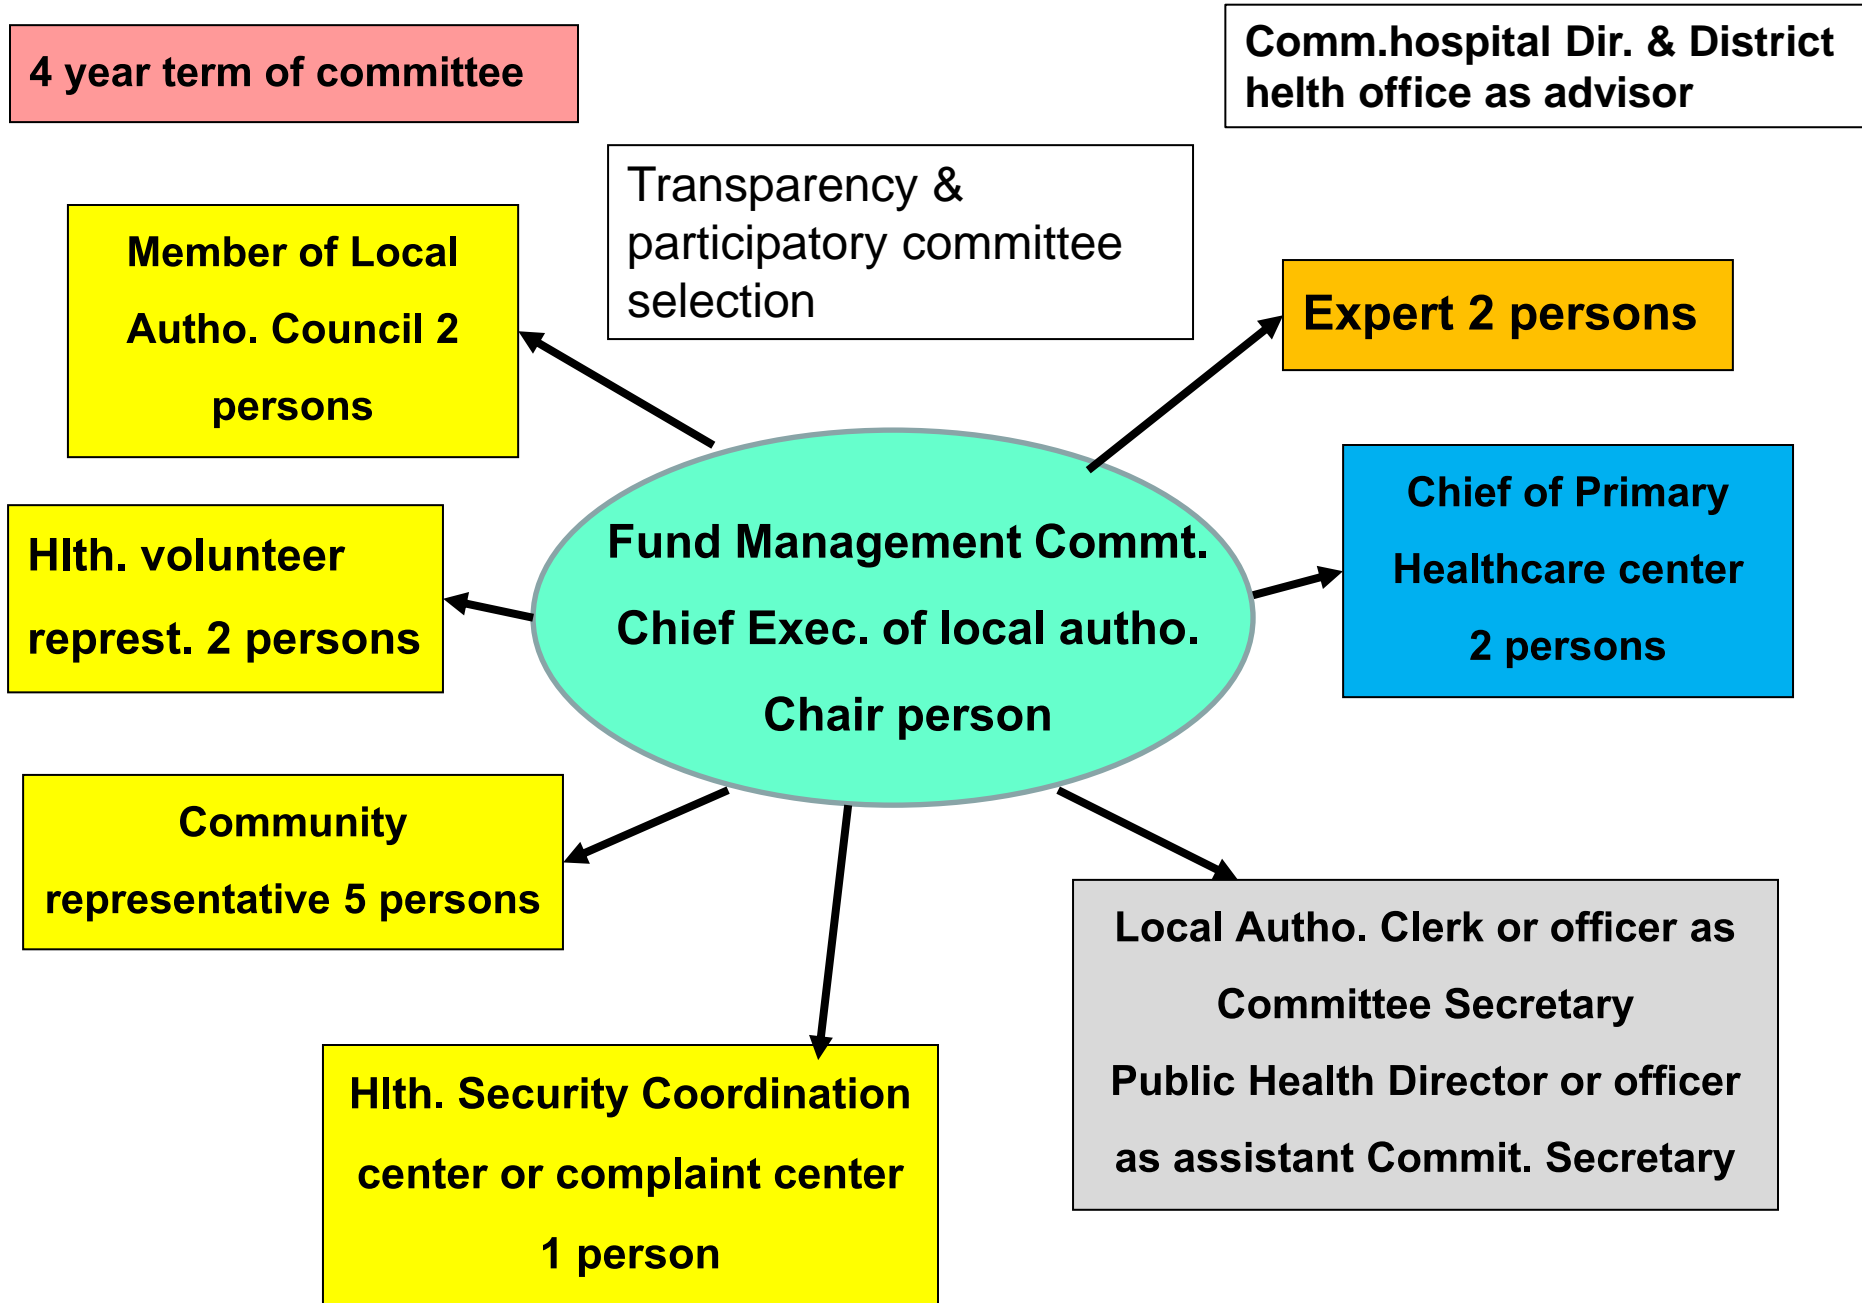 4 year term of committee
Comm.hospital Dir. & District
helth office as advisor
Transparency &
participatory committee
selection
Member of Local
Autho. Council 2
persons
Expert 2 persons
Hlth. volunteer
represt. 2 persons
Fund Management Commt.
Chief Exec. of local autho.
Chair person
Chief of Primary
Healthcare center
2 persons
Community
representative 5 persons
Local Autho. Clerk or officer as
Committee Secretary
Public Health Director or officer
as assistant Commit. Secretary
Hlth. Security Coordination
center or complaint center
1 person